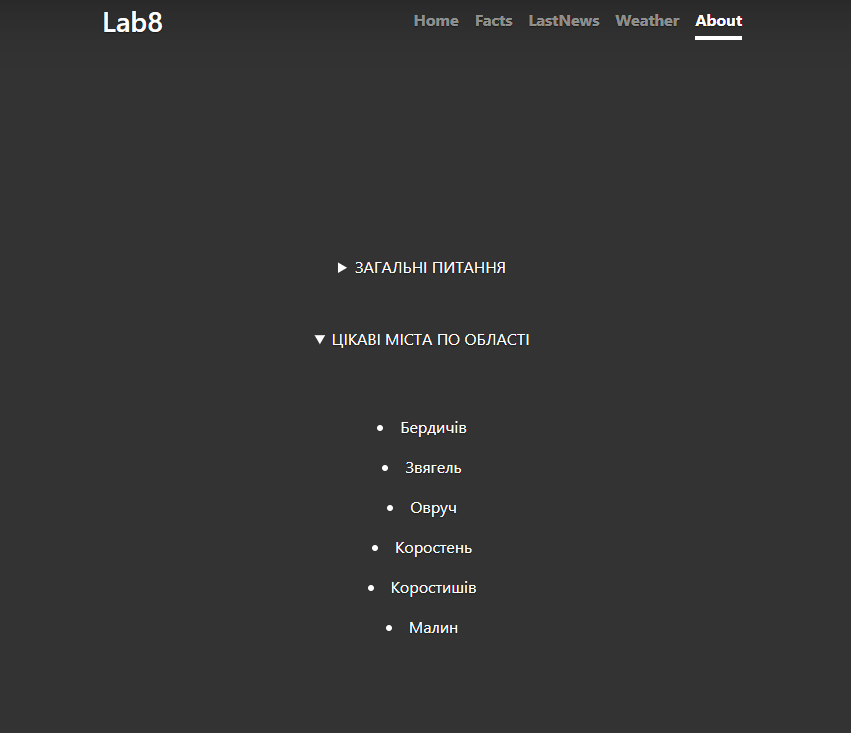 Lab8
Home Facts LastNews Weather About
ЗАГАЛЬНІ ПИТАННЯ
ЦІКАВІ МІСТА ПО ОБЛАСТІ
Бердичів
Звягель
Овруч
Коростень
Коростишів
Малин